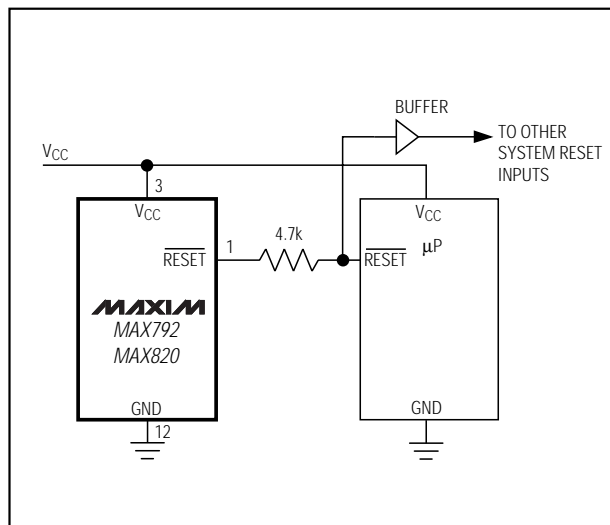 BUFFER
TO OTHER
SYSTEM RESET
INPUTS
VCC
3
VCC
VCC
4.7k
1
RESET
RESET
μP
MAXIM
MAX792
MAX820
GND
GND
12